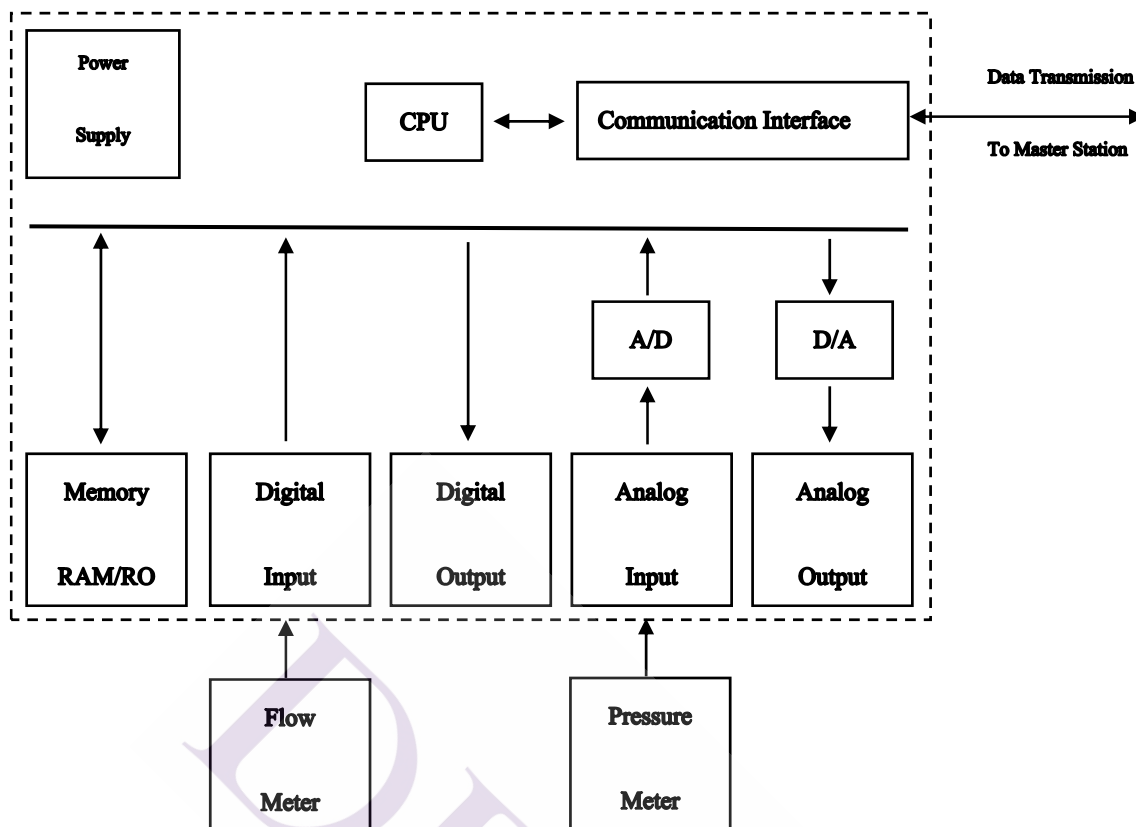 Power
Supply
CPU
Communication Interface
Data Transmission
To Master Station
A/D
D/A
Memory
RAM/RO
Digital
Input
Digital
Output
Analog
Input
Analog
Output
Flow
Meter
Pressure
Meter